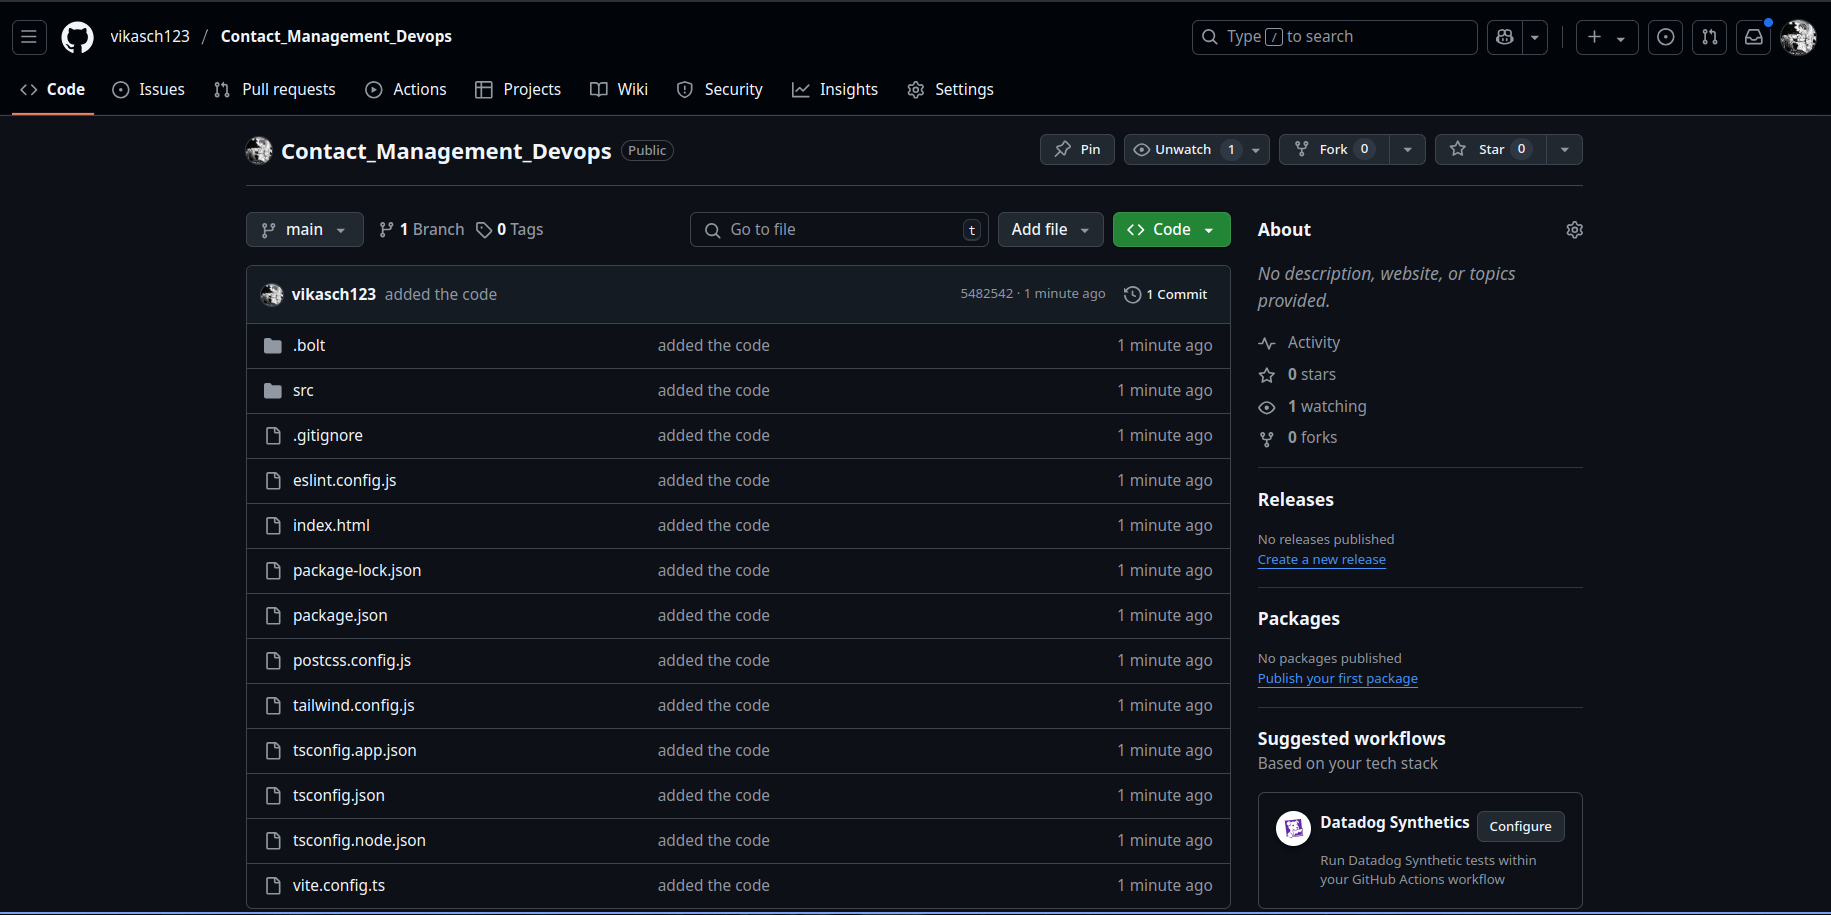 vikasch123 / Contact_Management_Devops
Type / to search
Code Issues Pull requests Actions Projects Wiki Security Insights Settings
Contact_Management_Devops Public
Pin Unwatch 1 Fork 0 Star 0
main 1 Branch 0 Tags Go to file t Add file Code
vikasch123 added the code 5482542 · 1 minute ago 1 Commit
.bolt added the code 1 minute ago
src added the code 1 minute ago
.gitignore added the code 1 minute ago
eslint.config.js added the code 1 minute ago
index.html added the code 1 minute ago
package-lock.json added the code 1 minute ago
package.json added the code 1 minute ago
postcss.config.js added the code 1 minute ago
tailwind.config.js added the code 1 minute ago
tsconfig.app.json added the code 1 minute ago
tsconfig.json added the code 1 minute ago
tsconfig.node.json added the code 1 minute ago
vite.config.ts added the code 1 minute ago
About
No description, website, or topics
provided.
Activity
0 stars
1 watching
0 forks
Releases
No releases published
Create a new release
Packages
No packages published
Publish your first package
Suggested workflows
Based on your tech stack
Datadog Synthetics Configure
Run Datadog Synthetic tests within
your GitHub Actions workflow